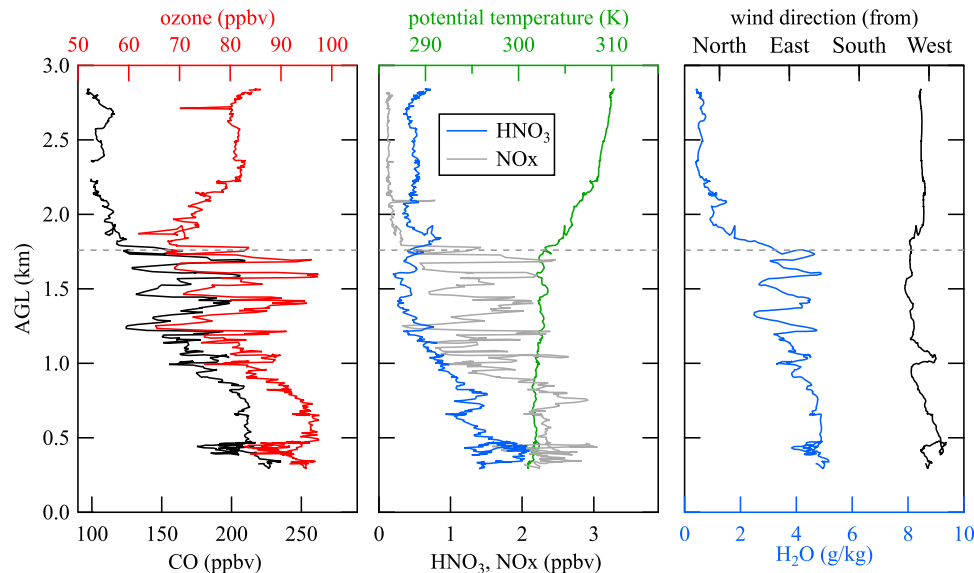 ozone (ppbv)
50 60 70 80 90 100
potential temperature (K)
290 295 300 305 310
wind direction (from)
North East South West
3.0
2.5
2.0
1.5
1.0
0.5
0.0
AGL (km)
HNO3
NOx
100 150 200 250
CO (ppbv)
0 1 2 3
HNO3, NOx (ppbv)
0 2 4 6 8 10
H2O (g/kg)